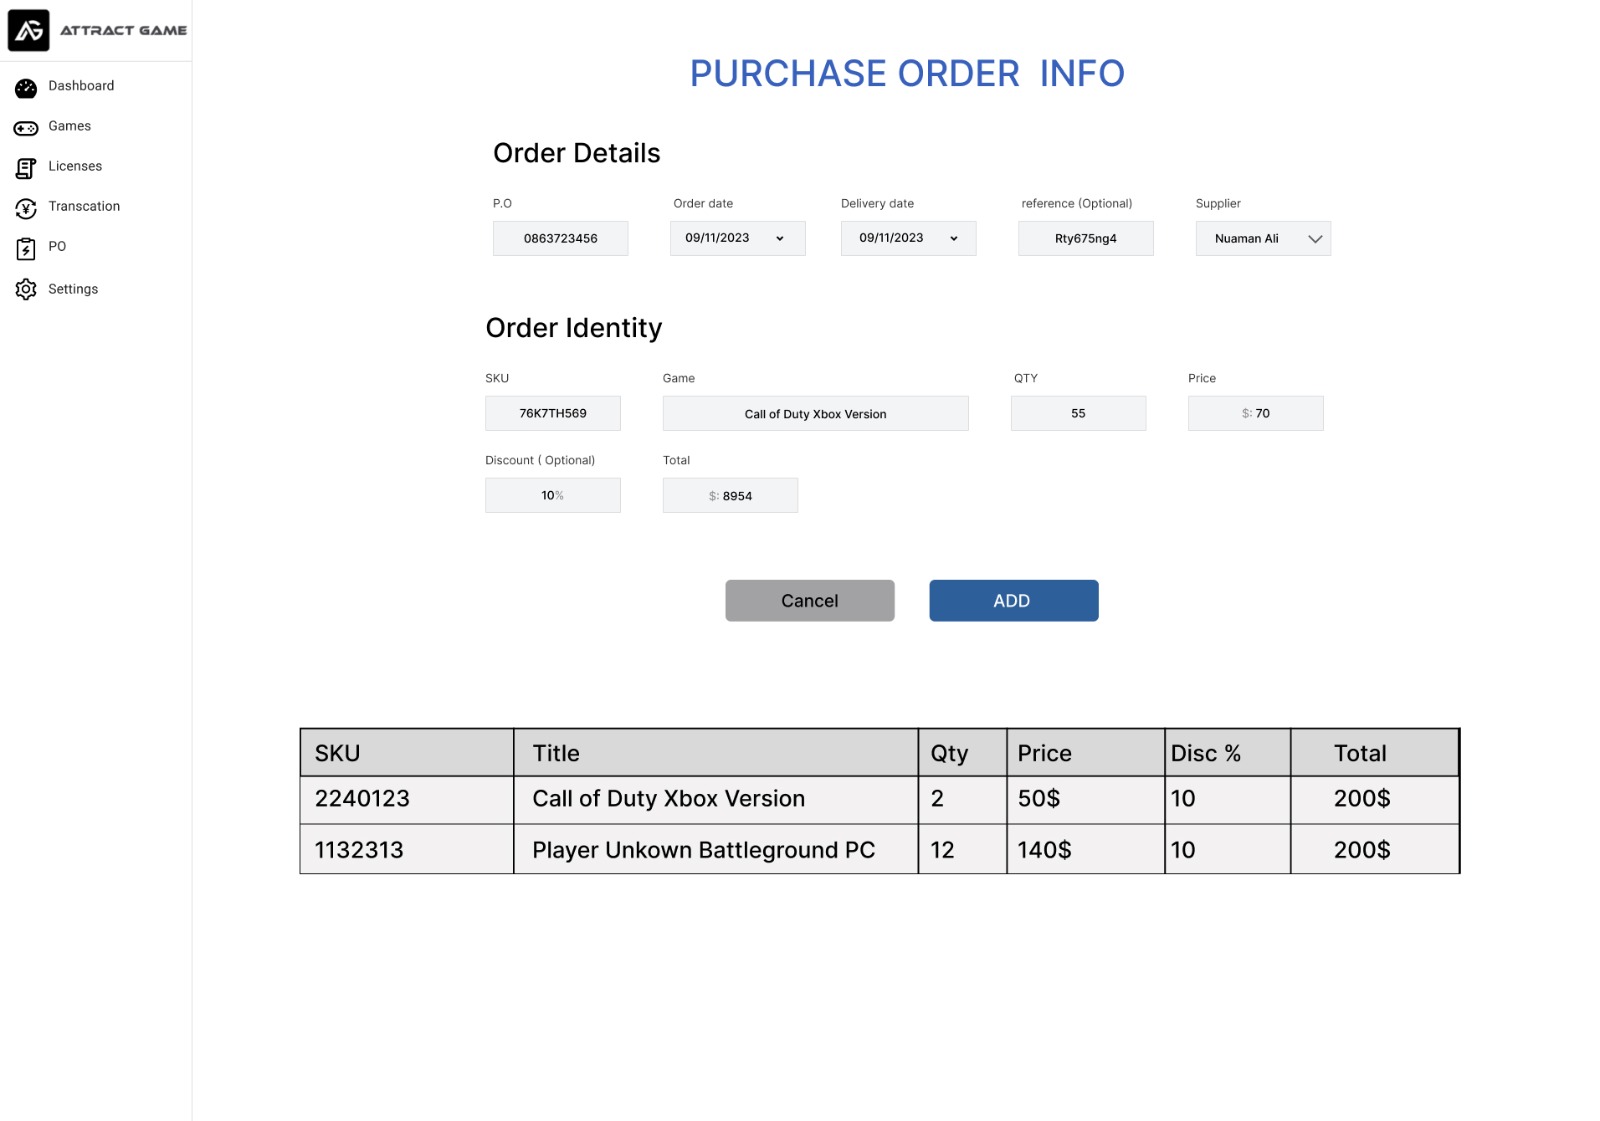 ATTRACT GAME
Dashboard
Games
Licenses
Transcation
PO
Settings
PURCHASE ORDER INFO
Order Details
P.O Order date Delivery date reference (Optional) Supplier
0863723456 09/11/2023 09/11/2023 Rty675ng4 Nuaman Ali
Order Identity
SKU Game QTY Price
76K7TH569 Call of Duty Xbox Version 55 $: 70
Discount ( Optional) Total
10% $: 8954
Cancel ADD
SKU Title Qty Price Disc % Total
2240123 Call of Duty Xbox Version 2 50$ 10 200$
1132313 Player Unkown Battleground PC 12 140$ 10 200$